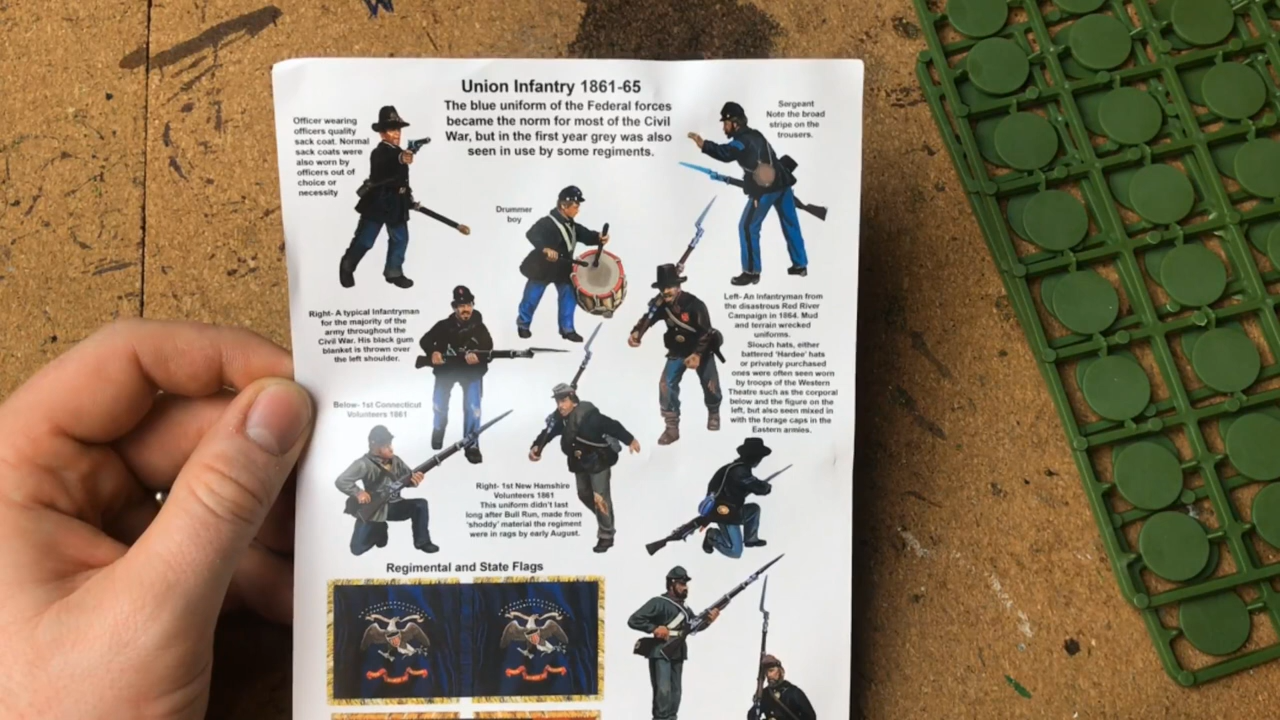 Union Infantry 1861-65
The blue uniform of the Federal forces
became the norm for most of the Civil
War, but in the first year grey was also
seen in use by some regiments.
Officer wearing
officers quality
sack coat. Normal
sack coats were
also worn by
officers out of
choice or
necessity
Sergeant
Note the broad
stripe on the
trousers.
Drummer
boy
Right- A typical Infantryman
for the majority of the
army throughout the
Civil War. His black gum
blanket is thrown over
the left shoulder.
Left- An Infantryman from
the disastrous Red River
Campaign in 1864. Mud
and terrain wrecked
uniforms.
Slouch hats, either
battered 'Hardee' hats
or privately purchased
ones were often seen worn
by troops of the Western
Theatre such as the corporal
below and the figure on the
left, but also seen mixed in
with the forage caps in the
Eastern armies.
Below- 1st Connecticut
Volunteers 1861
Right- 1st New Hamshire
Volunteers 1861
This uniform didn't last
long after Bull Run, made from
'shoddy' material the regiment
were in rags by early August.
Regimental and State Flags